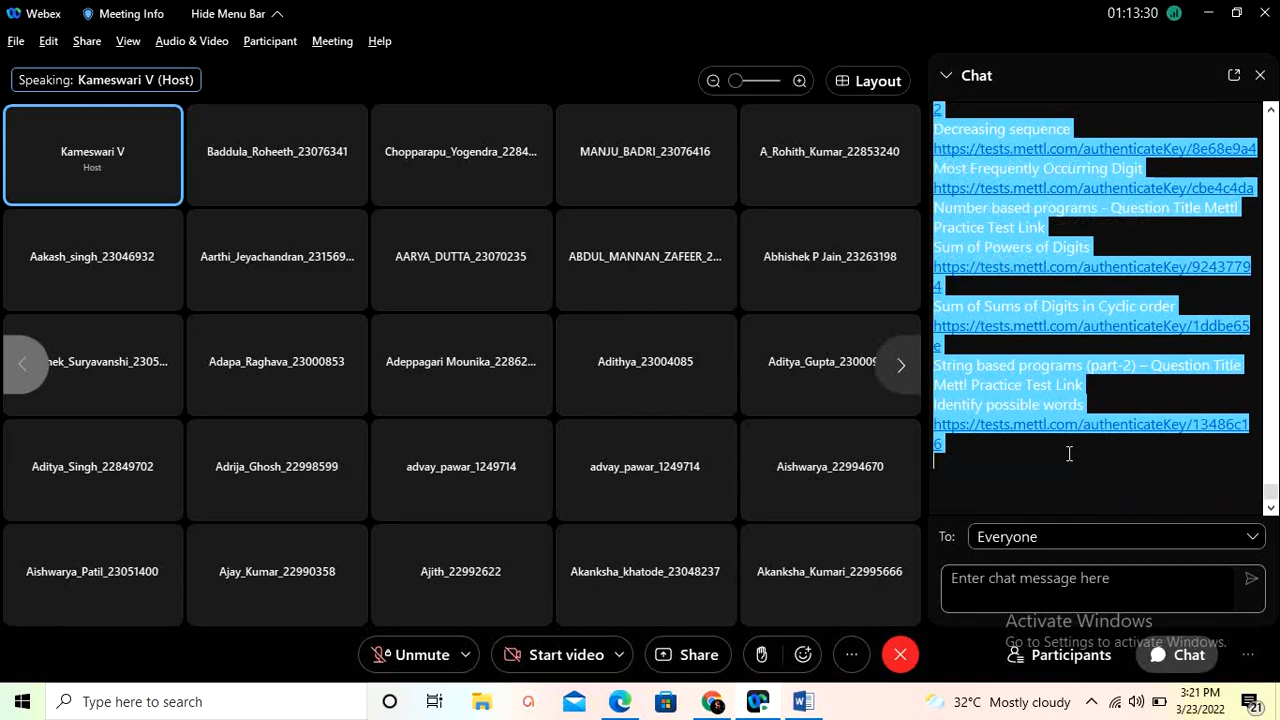 Webex Meeting Info Hide Menu Bar 01:13:30
File Edit Share View Audio & Video Participant Meeting Help
Speaking: Kameswari V (Host)
Layout
Kameswari V
Host
Baddula_Roheeth_23076341
Chopparapu_Yogendra_2284...
MANJU_BADRI_23076416
A_Rohith_Kumar_22853240
Aakash_singh_23046932
Aarthi_Jeyachandran_231569...
AARYA_DUTTA_23070235
ABDUL_MANNAN_ZAFEER_2...
Abhishek P Jain_23263198
ek_Suryavanshi_2305...
Adapa_Raghava_23000853
Adeppagari Mounika_22862...
Adithya_23004085
Aditya_Gupta_230009
Aditya_Singh_22849702
Adrija_Ghosh_22998599
advay_pawar_1249714
advay_pawar_1249714
Aishwarya_22994670
Aishwarya_Patil_23051400
Ajay_Kumar_22990358
Ajith_22992622
Akanksha_khatode_23048237
Akanksha_Kumari_22995666
Chat
2
Decreasing sequence
https://tests.mettl.com/authenticateKey/8e68e9a4
Most Frequently Occurring Digit
https://tests.mettl.com/authenticateKey/cbe4c4da
Number based programs - Question Title Mettl
Practice Test Link
Sum of Powers of Digits
https://tests.mettl.com/authenticateKey/9243779
4
Sum of Sums of Digits in Cyclic order
https://tests.mettl.com/authenticateKey/1ddbe65
e
String based programs (part-2) – Question Title
Mettl Practice Test Link
Identify possible words
https://tests.mettl.com/authenticateKey/13486c1
6
To: Everyone
Enter chat message here
Activate Windows
Go to Settings to activate Windows.
Unmute Start video Share Participants Chat
Type here to search
32°C Mostly cloudy
3:21 PM
3/23/2022
21